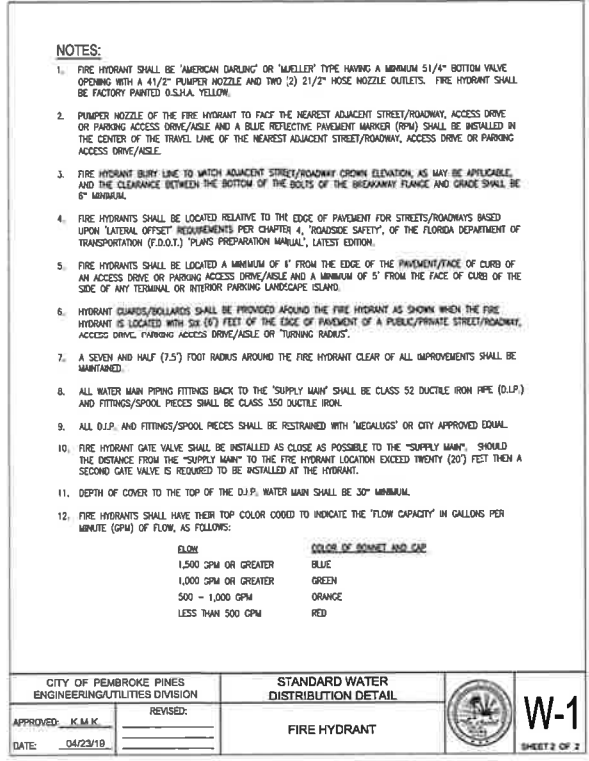 NOTES:
1. FIRE HYDRANT SHALL BE 'AMERICAN DARLING' OR 'MUELLER' TYPE HAVING A MINIMUM 51/4" BOTTOM VALVE
OPENING WITH A 41/2" PUMPER NOZZLE AND TWO (2) 21/2" HOSE NOZZLE OUTLETS. FIRE HYDRANT SHALL
BE FACTORY PAINTED O.S.H.A. YELLOW.
2. PUMPER NOZZLE OF THE FIRE HYDRANT TO FACE THE NEAREST ADJACENT STREET/ROADWAY, ACCESS DRIVE
OR PARKING ACCESS DRIVE/AISLE AND A BLUE REFLECTIVE PAVEMENT MARKER (RPM) SHALL BE INSTALLED IN
THE CENTER OF THE TRAVEL LANE OF THE NEAREST ADJACENT STREET/ROADWAY, ACCESS DRIVE OR PARKING
ACCESS DRIVE/AISLE.
3. FIRE HYDRANT BURY LINE TO MATCH ADJACENT STREET/ROADWAY CROWN ELEVATION, AS MAY BE APPLICABLE,
AND THE CLEARANCE BETWEEN THE BOTTOM OF THE BOLTS OF THE BREAKAWAY FLANGE AND GRADE SHALL BE
6" MINIMUM.
4. FIRE HYDRANTS SHALL BE LOCATED RELATIVE TO THE EDGE OF PAVEMENT FOR STREETS/ROADWAYS BASED
UPON 'LATERAL OFFSET' REQUIREMENTS PER CHAPTER 4, 'ROADSIDE SAFETY', OF THE FLORIDA DEPARTMENT OF
TRANSPORTATION (F.D.O.T.) 'PLANS PREPARATION MANUAL', LATEST EDITION.
5. FIRE HYDRANTS SHALL BE LOCATED A MINIMUM OF 6' FROM THE EDGE OF THE PAVEMENT/FACE OF CURB OF
AN ACCESS DRIVE OR PARKING ACCESS DRIVE/AISLE AND A MINIMUM OF 5' FROM THE FACE OF CURB OF THE
SIDE OF ANY TERMINAL OR INTERIOR PARKING LANDSCAPE ISLAND.
6. HYDRANT GUARDS/BOLLARDS SHALL BE PROVIDED AROUND THE FIRE HYDRANT AS SHOWN WHEN THE FIRE
HYDRANT IS LOCATED WITH SIX (6') FEET OF THE EDGE OF PAVEMENT OF A PUBLIC/PRIVATE STREET/ROADWAY,
ACCESS DRIVE, PARKING ACCESS DRIVE/AISLE OR 'TURNING RADIUS'.
7. A SEVEN AND HALF (7.5') FOOT RADIUS AROUND THE FIRE HYDRANT CLEAR OF ALL IMPROVEMENTS SHALL BE
MAINTAINED.
8. ALL WATER MAIN PIPING FITTINGS BACK TO THE 'SUPPLY MAIN' SHALL BE CLASS 52 DUCTILE IRON PIPE (D.I.P.)
AND FITTINGS/SPOOL PIECES SHALL BE CLASS 350 DUCTILE IRON.
9. ALL D.I.P. AND FITTINGS/SPOOL PIECES SHALL BE RESTRAINED WITH 'MEGALUGS' OR CITY APPROVED EQUAL.
10. FIRE HYDRANT GATE VALVE SHALL BE INSTALLED AS CLOSE AS POSSIBLE TO THE "SUPPLY MAIN". SHOULD
THE DISTANCE FROM THE "SUPPLY MAIN" TO THE FIRE HYDRANT LOCATION EXCEED TWENTY (20') FEET THEN A
SECOND GATE VALVE IS REQUIRED TO BE INSTALLED AT THE HYDRANT.
11. DEPTH OF COVER TO THE TOP OF THE D.I.P. WATER MAIN SHALL BE 30" MINIMUM.
12. FIRE HYDRANTS SHALL HAVE THEIR TOP COLOR CODED TO INDICATE THE 'FLOW CAPACITY' IN GALLONS PER
MINUTE (GPM) OF FLOW, AS FOLLOWS:
FLOW COLOR OF BONNET AND CAP
1,500 GPM OR GREATER BLUE
1,000 GPM OR GREATER GREEN
500 - 1,000 GPM ORANGE
LESS THAN 500 GPM RED
CITY OF PEMBROKE PINES
ENGINEERING/UTILITIES DIVISION
STANDARD WATER
DISTRIBUTION DETAIL
APPROVED: K.M.K.
DATE: 04/23/19
REVISED:
FIRE HYDRANT
W-1
SHEET 2 OF 2